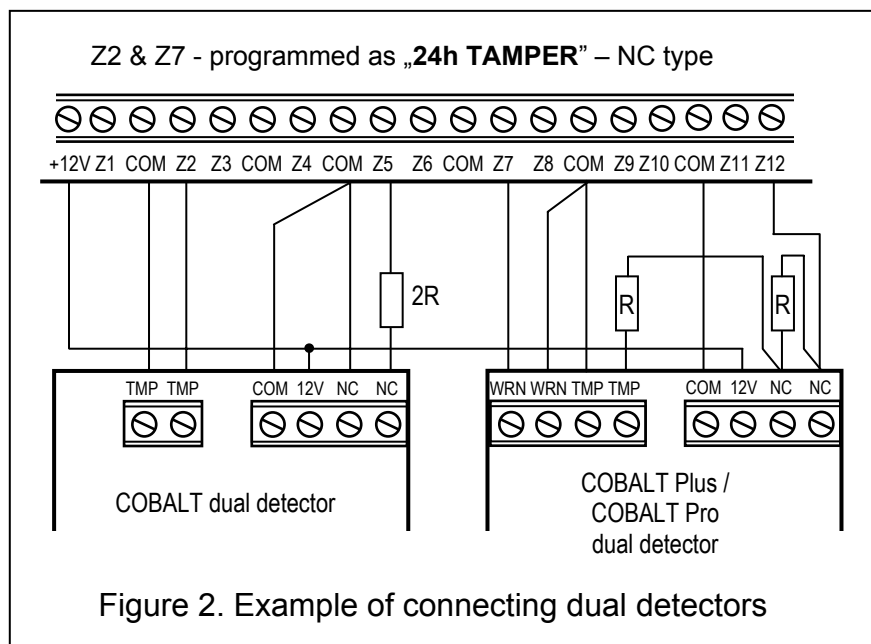 Z2 & Z7 - programmed as „24h TAMPER” – NC type
+12V Z1 COM Z2 Z3 COM Z4 COM Z5 Z6 COM Z7 Z8 COM Z9 Z10 COM Z11 Z12
2R
R
R
TMP TMP
COM 12V NC NC
WRN WRN TMP TMP
COM 12V NC NC
COBALT dual detector
COBALT Plus /
COBALT Pro
dual detector
Figure 2. Example of connecting dual detectors